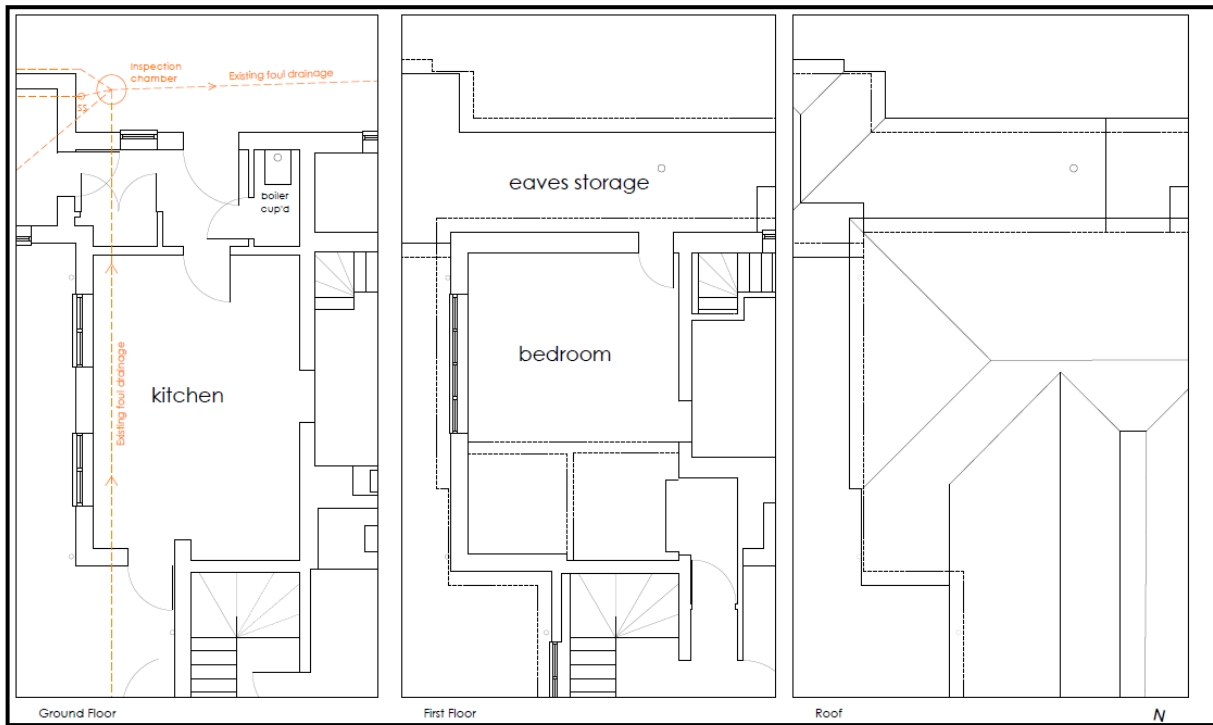 Inspection
chamber
Existing foul drainage
SS
boiler
cup'd
kitchen
Existing foul drainage
eaves storage
bedroom
Ground Floor
First Floor
Roof
N